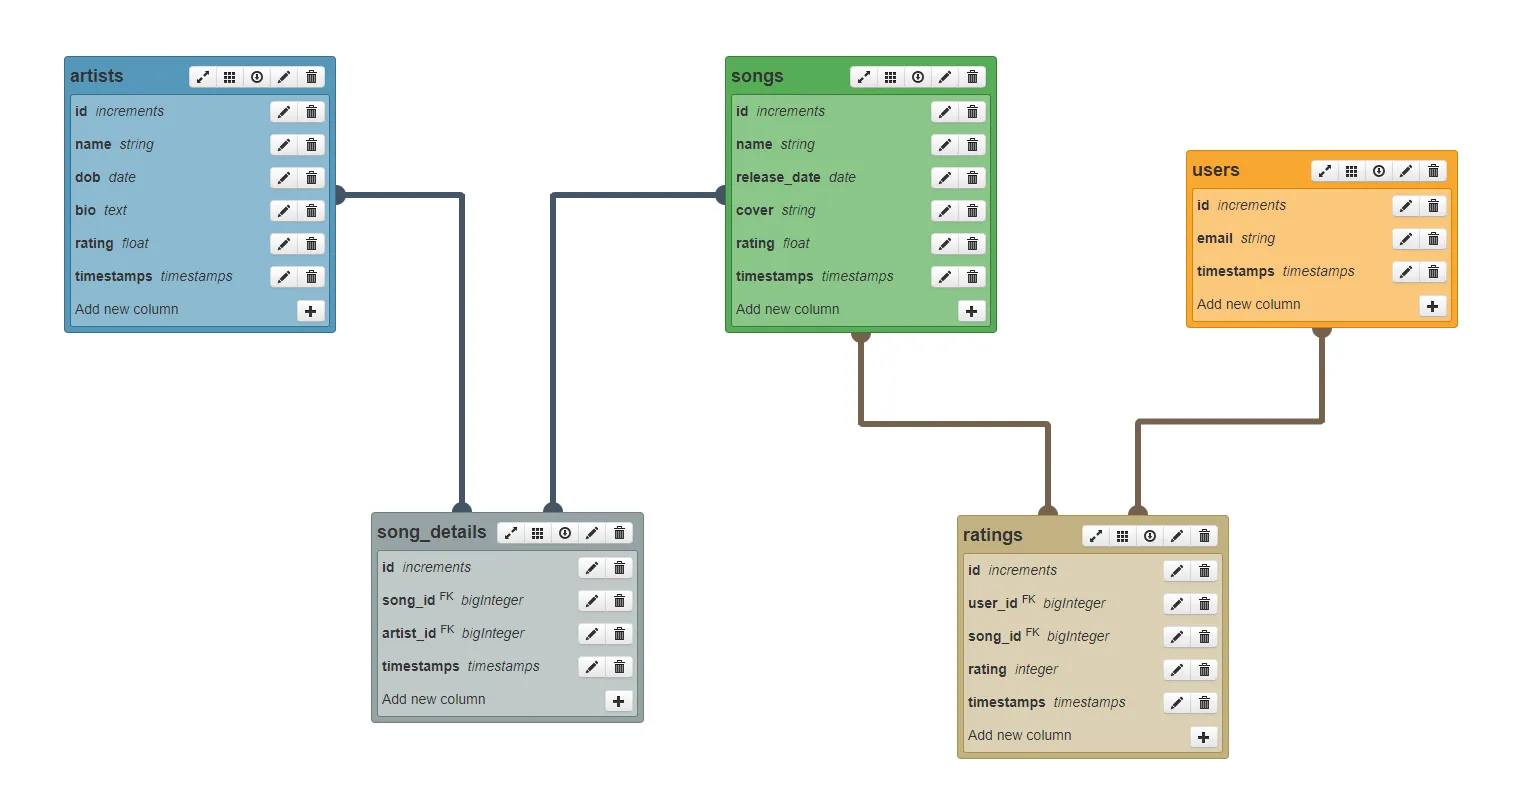 artists
id increments
name string
dob date
bio text
rating float
timestamps timestamps
Add new column
songs
id increments
name string
release_date date
cover string
rating float
timestamps timestamps
Add new column
users
id increments
email string
timestamps timestamps
Add new column
song_details
id increments
song_id FK bigInteger
artist_id FK bigInteger
timestamps timestamps
Add new column
ratings
id increments
user_id FK bigInteger
song_id FK bigInteger
rating integer
timestamps timestamps
Add new column